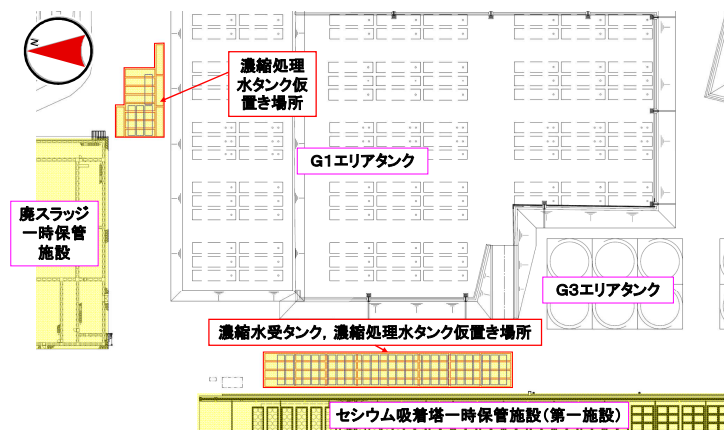 N
濃縮処理
水タンク仮
置き場所
G1エリアタンク
廃スラッジ
一時保管
施設
G3エリアタンク
濃縮水受タンク，濃縮処理水タンク仮置き場所
セシウム吸着塔一時保管施設（第一施設）